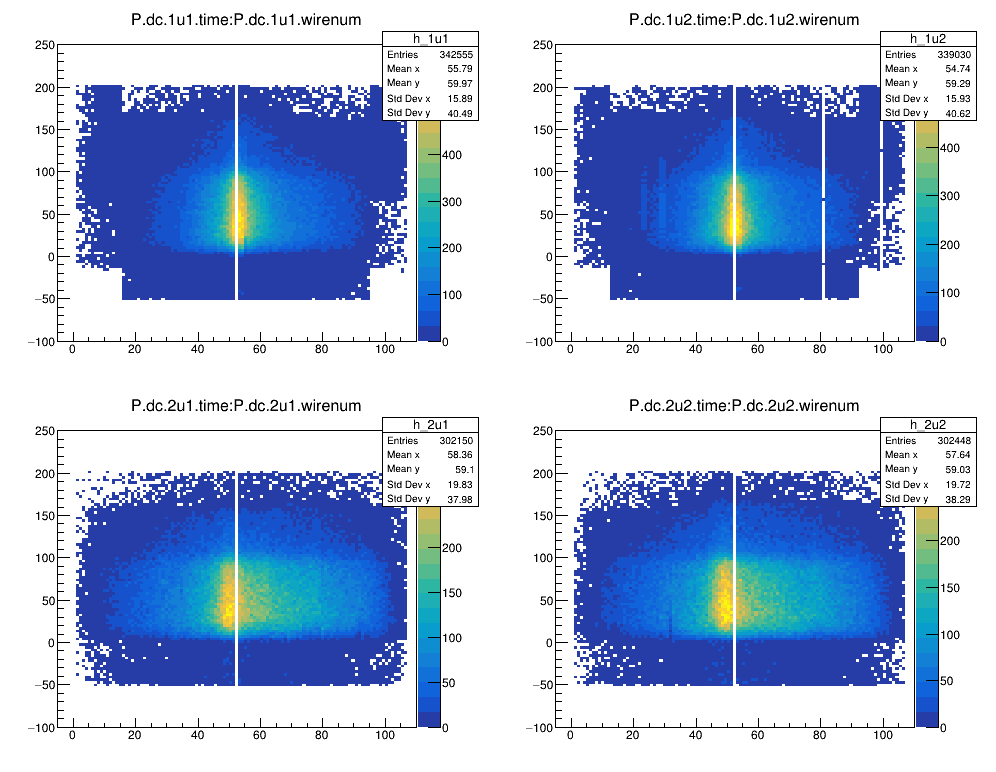 P.dc.1u1.time:P.dc.1u1.wirenum
h_1u1
Entries 342555
Mean x 55.79
Mean y 59.97
Std Dev x 15.89
Std Dev y 40.49
250
200
150
100
50
0
−50
−100
0 20 40 60 80 100
400
300
200
100
0
P.dc.1u2.time:P.dc.1u2.wirenum
h_1u2
Entries 339030
Mean x 54.74
Mean y 59.29
Std Dev x 15.93
Std Dev y 40.62
250
200
150
100
50
0
−50
−100
0 20 40 60 80 100
400
300
200
100
0
P.dc.2u1.time:P.dc.2u1.wirenum
h_2u1
Entries 302150
Mean x 58.36
Mean y 59.1
Std Dev x 19.83
Std Dev y 37.98
250
200
150
100
50
0
−50
−100
0 20 40 60 80 100
200
150
100
50
0
P.dc.2u2.time:P.dc.2u2.wirenum
h_2u2
Entries 302448
Mean x 57.64
Mean y 59.03
Std Dev x 19.72
Std Dev y 38.29
250
200
150
100
50
0
−50
−100
0 20 40 60 80 100
200
150
100
50
0